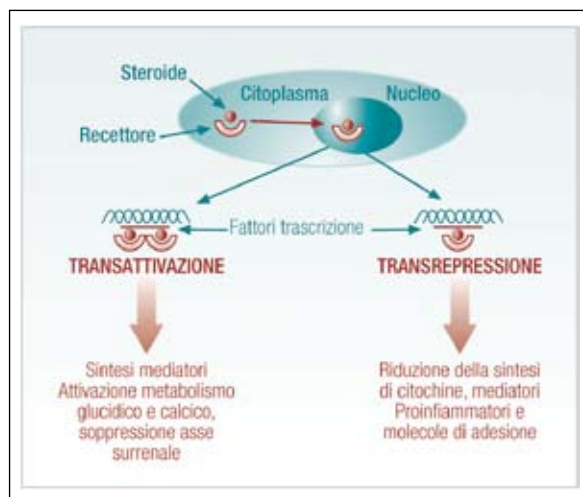 Steroide
Citoplasma
Nucleo
Recettore
Fattori trascrizione
TRANSATTIVAZIONE
TRANSREPRESSIONE
Sintesi mediatori
Attivazione metabolismo
glucidico e calcico,
soppressione asse
surrenale
Riduzione della sintesi
di citochine, mediatori
Proinfiammatori e
molecole di adesione